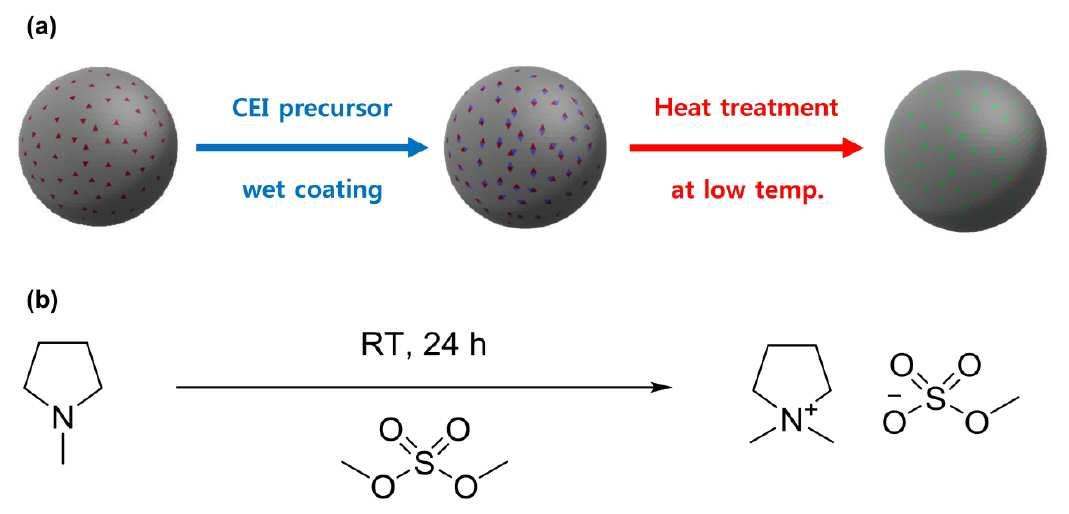 (a)
CEI precursor
wet coating
Heat treatment
at low temp.
(b)
RT, 24 h
N
O O
S
O O
N+
O O
S
−
O O